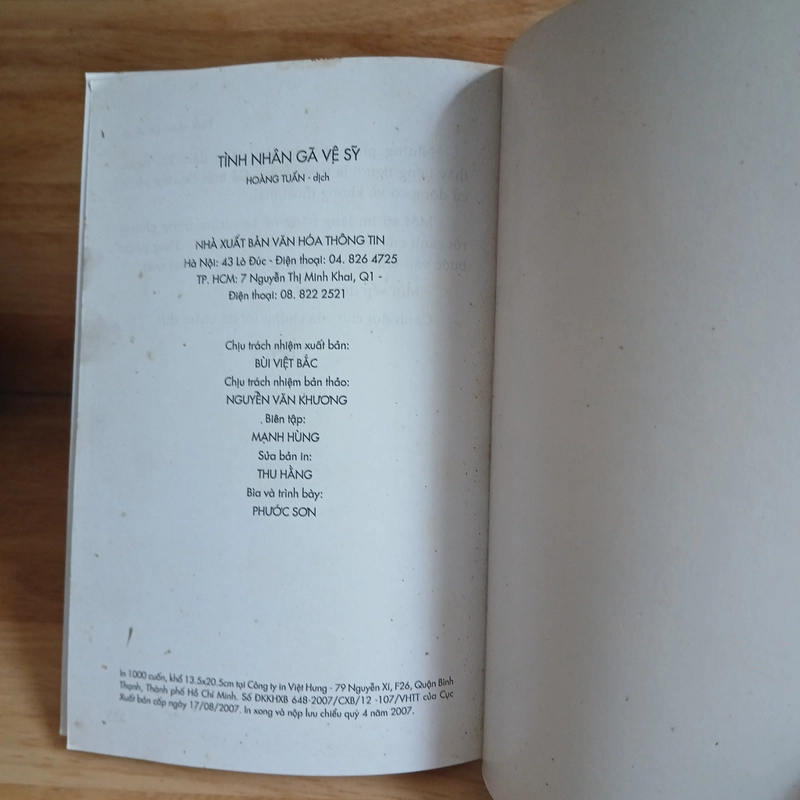 TÌNH NHÂN GÃ VỆ SỸ
HOÀNG TUẤN - dịch
NHÀ XUẤT BẢN VĂN HÓA THÔNG TIN
Hà Nội: 43 Lò Đúc - Điện thoại: 04. 826 4725
TP. HCM: 7 Nguyễn Thị Minh Khai, Q1 -
Điện thoại: 08. 822 2521
Chịu trách nhiệm xuất bản:
BÙI VIỆT BẮC
Chịu trách nhiệm bản thảo:
NGUYỄN VĂN KHƯƠNG
Biên tập:
MẠNH HÙNG
Sửa bản in:
THU HẰNG
Bìa và trình bày:
PHƯỚC SƠN
In 1000 cuốn, khổ 13.5x20.5cm tại Công ty in Việt Hưng - 79 Nguyễn Xí, F26, Quận Bình
Thạnh, Thành phố Hồ Chí Minh. Số ĐKKHXB 648-2007/CXB/12 -107/VHTT của Cục
Xuất bản cấp ngày 17/08/2007. In xong và nộp lưu chiểu quý 4 năm 2007.